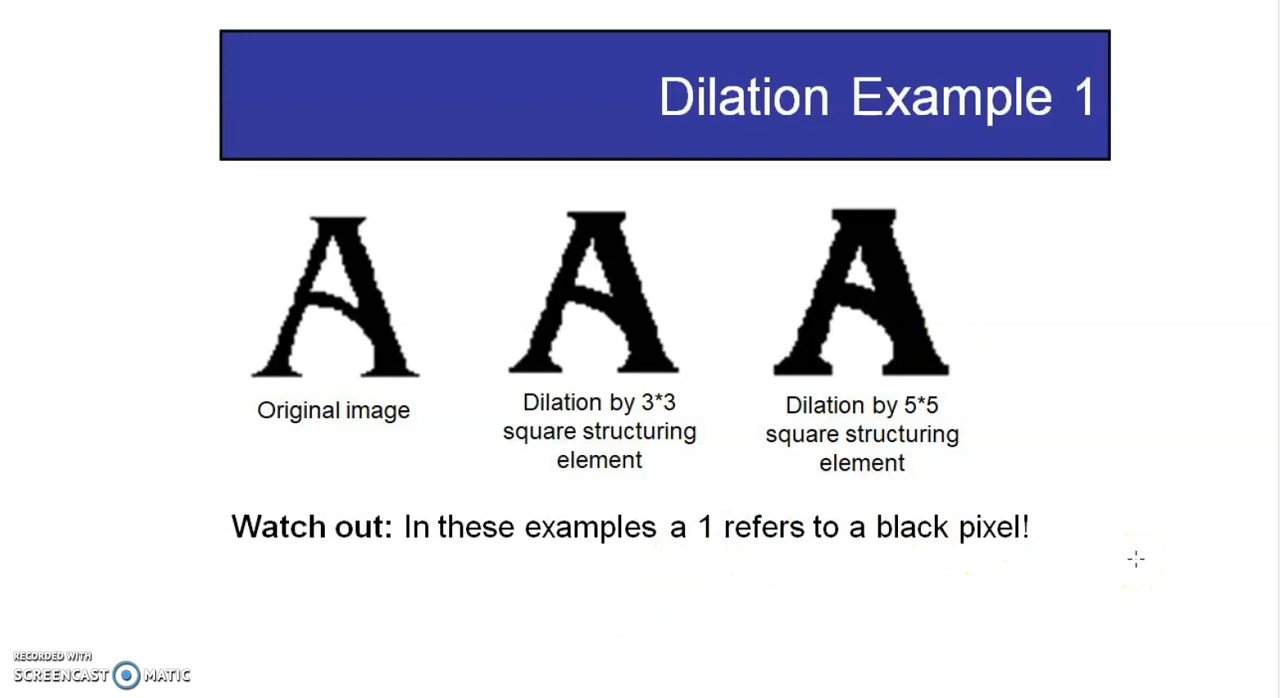 Dilation Example 1
A A A
Original image
Dilation by 3*3
square structuring
element
Dilation by 5*5
square structuring
element
Watch out: In these examples a 1 refers to a black pixel!
RECORDED WITH
SCREENCAST MATIC